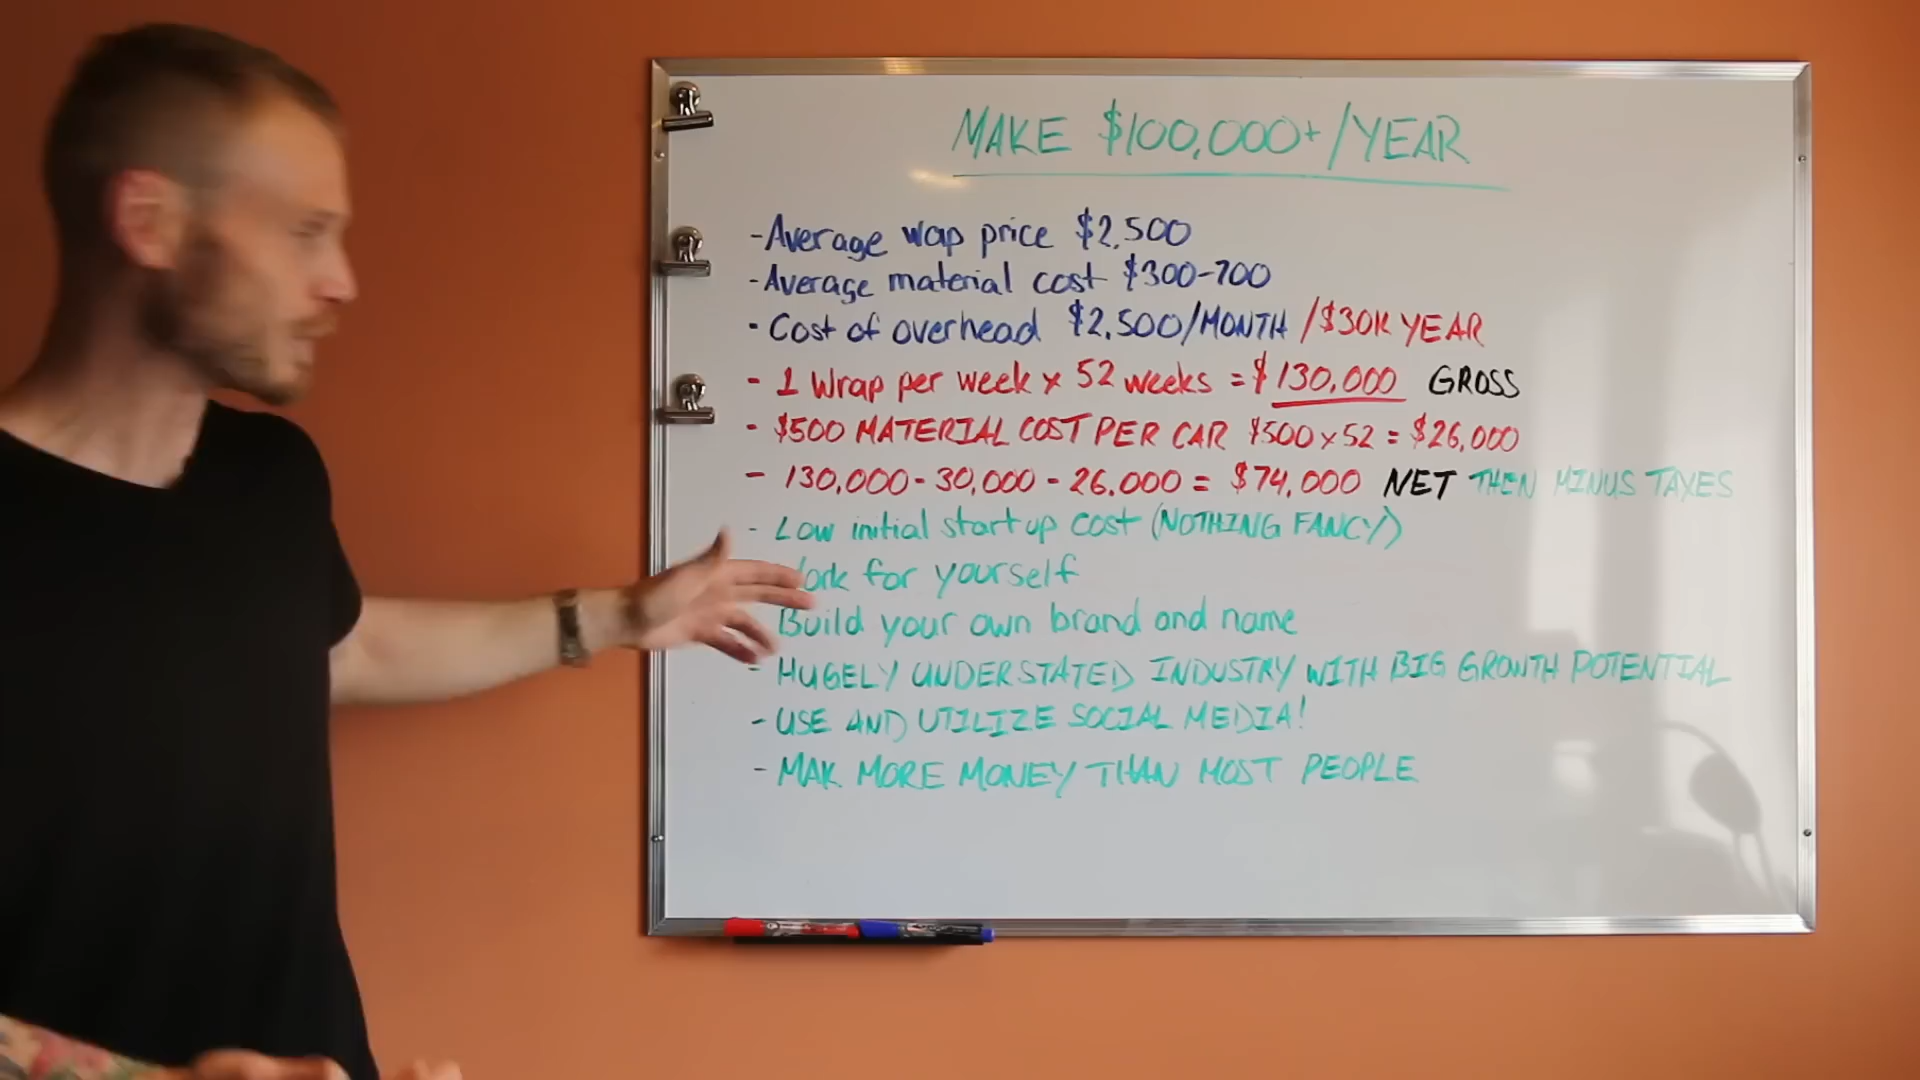 MAKE $100,000+/YEAR
-Average wap price $2,500
-Average material cost $300-700
- Cost of overhead $2,500/MONTH /$30K YEAR
- 1 Wrap per week x 52 weeks = $130,000 GROSS
- $500 MATERIAL COST PER CAR $500 x 52 = $26,000
- 130,000 - 30,000 - 26,000 = $74,000 NET THEN MINUS TAXES
- Low initial startup cost (NOTHING FANCY)
for yourself
Build your own brand and name
- HUGELY UNDERSTATED INDUSTRY WITH BIG GROWTH POTENTIAL
- USE AND UTILIZE SOCIAL MEDIA!
- MAK MORE MONEY THAN MOST PEOPLE